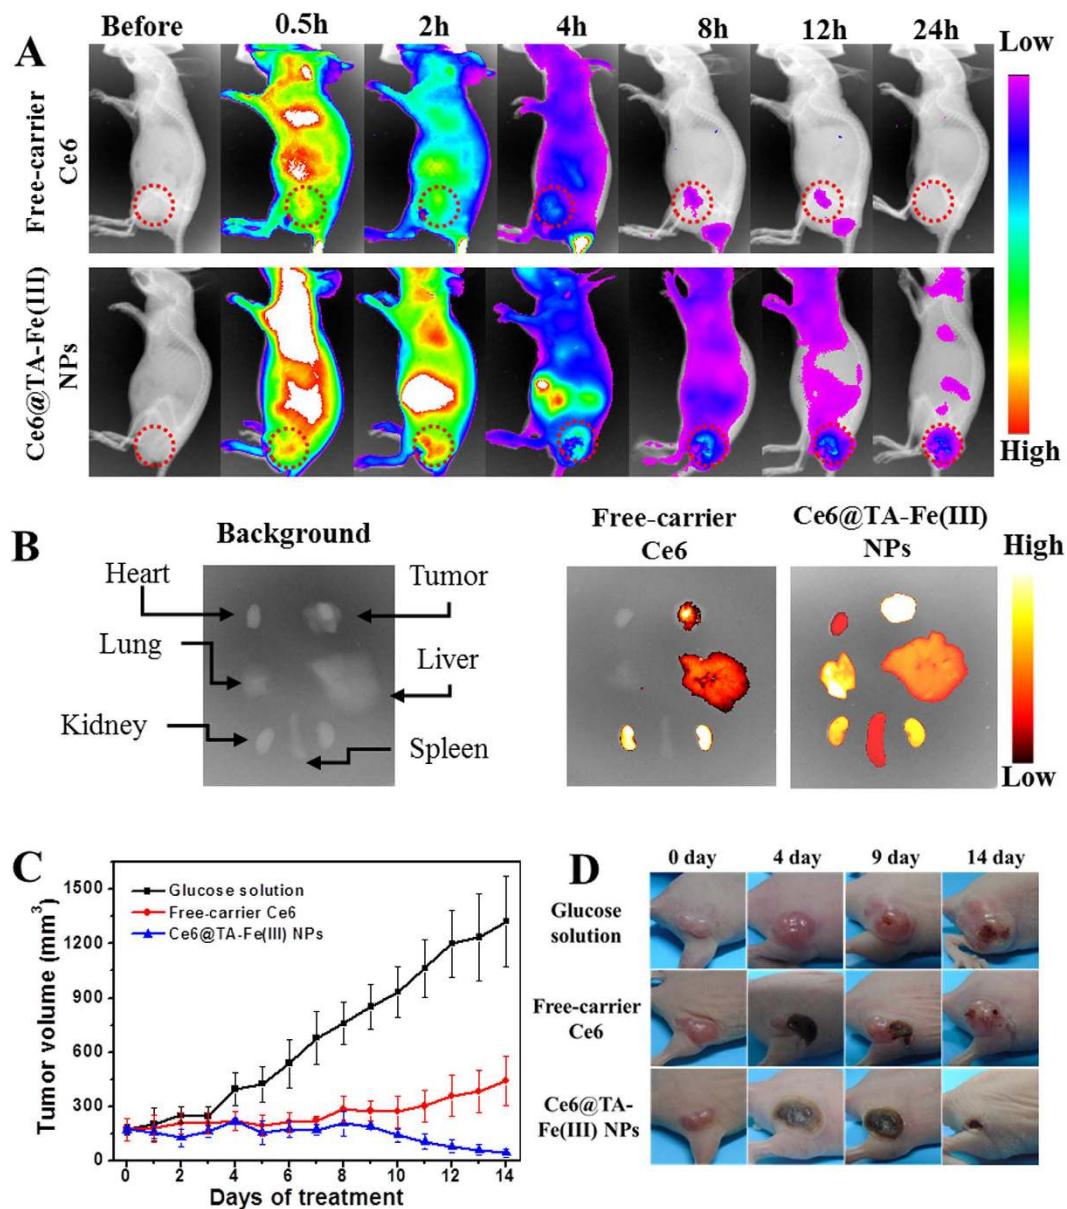 A
Before 0.5h 2h 4h 8h 12h 24h
Low
Free-carrier
Ce6
Ce6@TA-Fe(III)
NPs
High
B
Background
Heart
Tumor
Lung
Liver
Kidney
Spleen
Free-carrier
Ce6
Ce6@TA-Fe(III)
NPs
High
Low
C
Tumor volume (mm³)
1500
1200
900
600
300
0
Glucose solution
Free-carrier Ce6
Ce6@TA-Fe(III) NPs
0 2 4 6 8 10 12 14
Days of treatment
D
0 day 4 day 9 day 14 day
Glucose
solution
Free-carrier
Ce6
Ce6@TA-
Fe(III) NPs